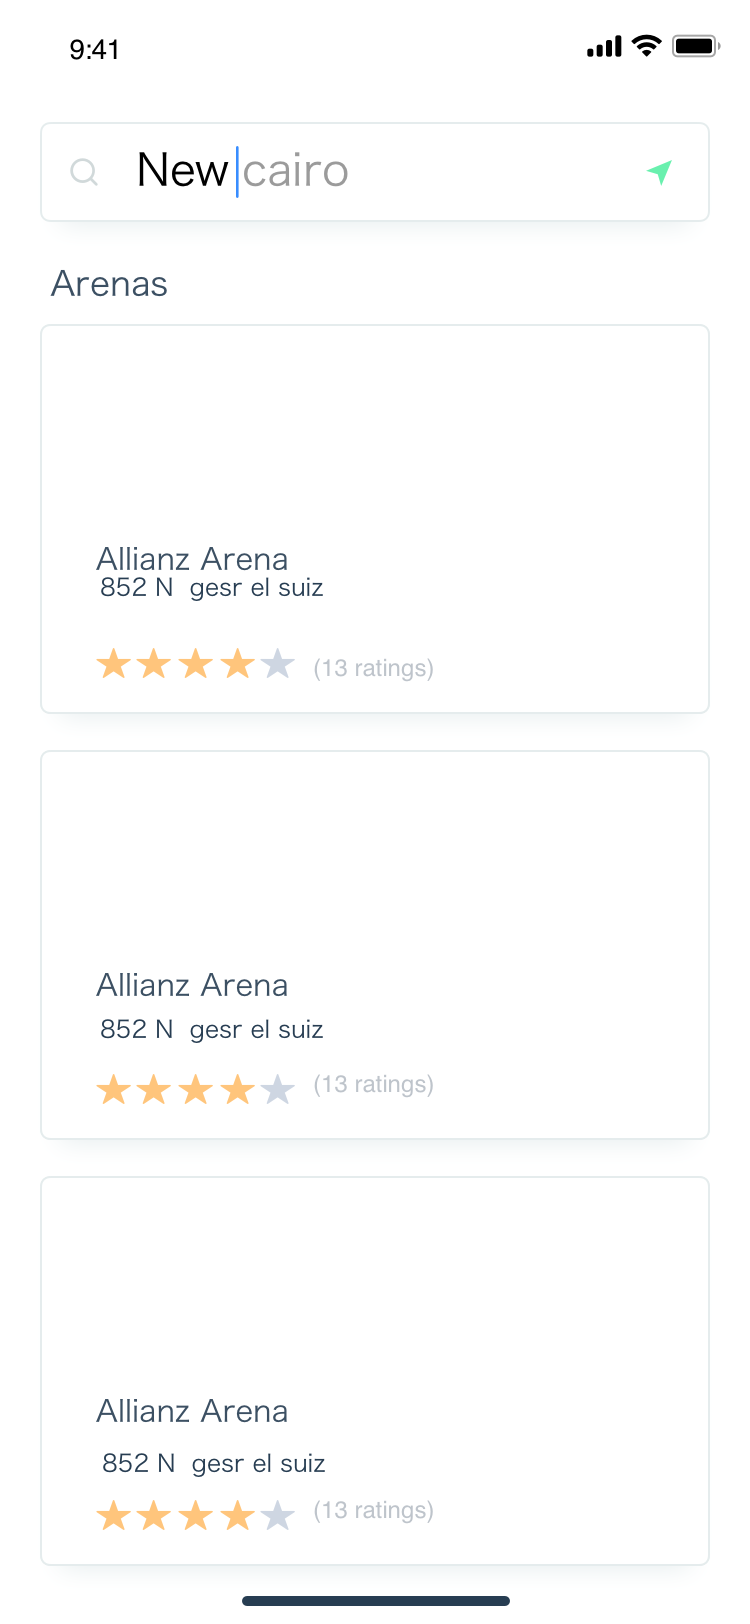 9:41
New cairo
Arenas
Allianz Arena
852 N  gesr el suiz
(13 ratings)
Allianz Arena
852 N  gesr el suiz
(13 ratings)
Allianz Arena
852 N  gesr el suiz
(13 ratings)